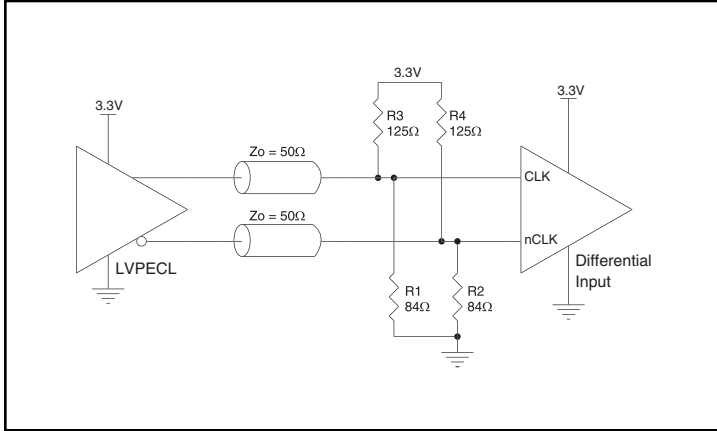 3.3V
3.3V
3.3V
R3
125Ω
R4
125Ω
Zo = 50Ω
CLK
Zo = 50Ω
nCLK
LVPECL
Differential
Input
R1
84Ω
R2
84Ω